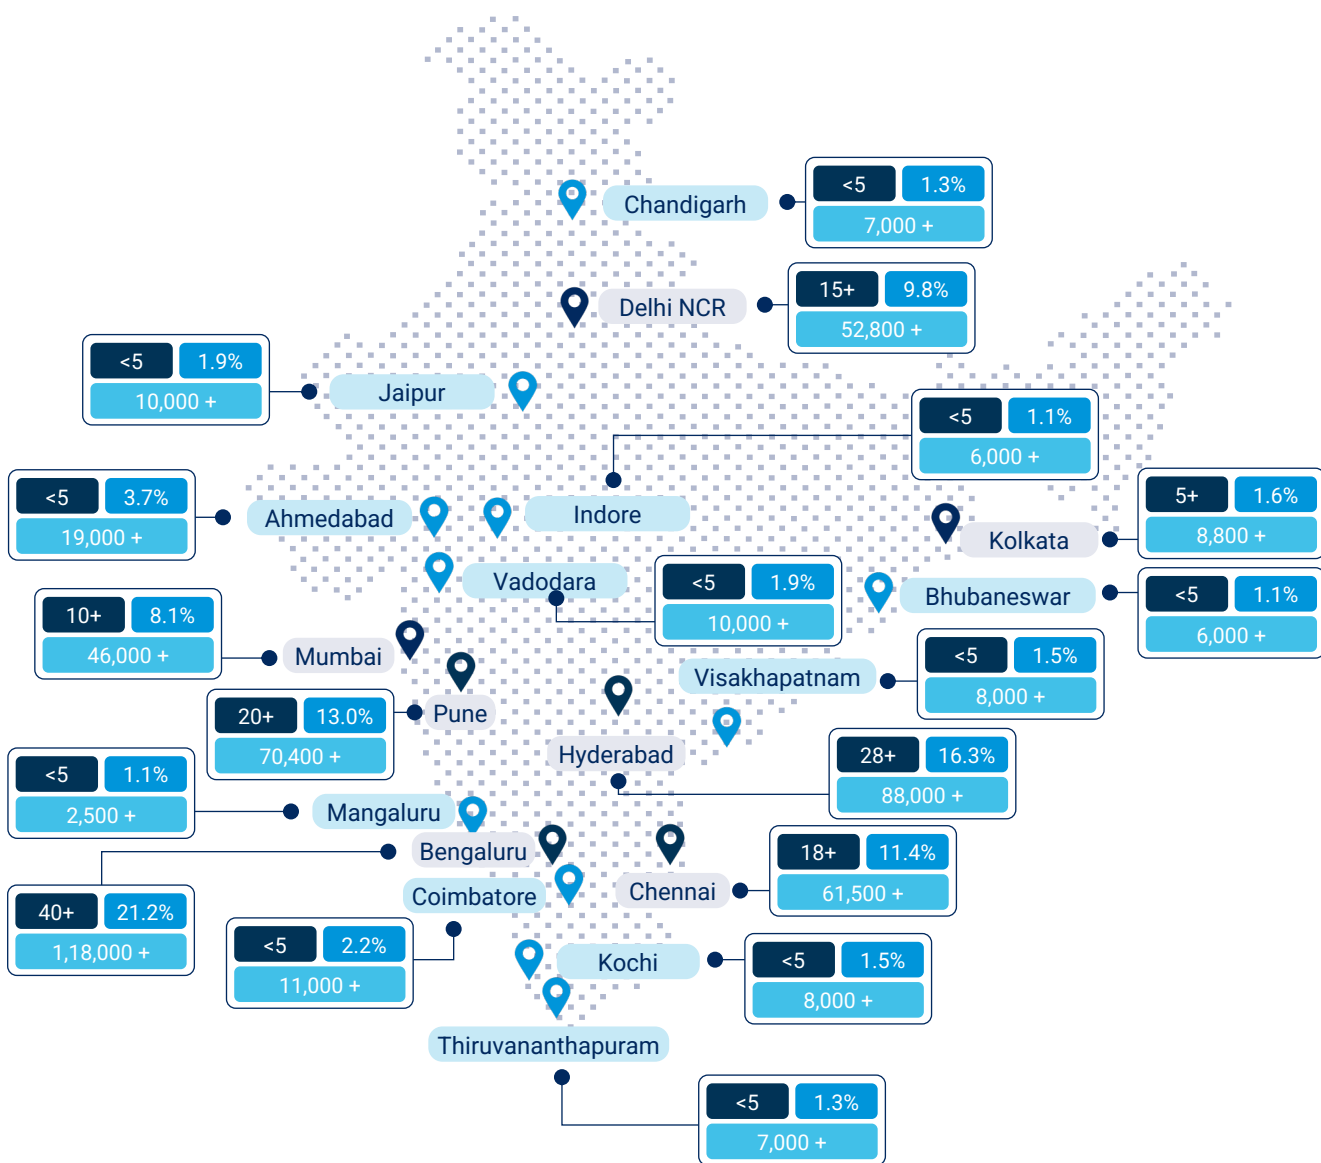 <5 1.3%
Chandigarh
7,000 +
15+ 9.8%
Delhi NCR
52,800 +
<5 1.9%
Jaipur
10,000 +
<5 1.1%
6,000 +
<5 3.7%
Ahmedabad
19,000 +
Indore
5+ 1.6%
Kolkata
8,800 +
Vadodara
<5 1.9%
10,000 +
Bhubaneswar
<5 1.1%
6,000 +
10+ 8.1%
Mumbai
46,000 +
Visakhapatnam
<5 1.5%
8,000 +
20+ 13.0%
Pune
70,400 +
Hyderabad
28+ 16.3%
88,000 +
<5 1.1%
Mangaluru
2,500 +
Bengaluru
40+ 21.2%
1,18,000 +
Chennai
18+ 11.4%
61,500 +
Coimbatore
<5 2.2%
11,000 +
Kochi
<5 1.5%
8,000 +
Thiruvananthapuram
<5 1.3%
7,000 +